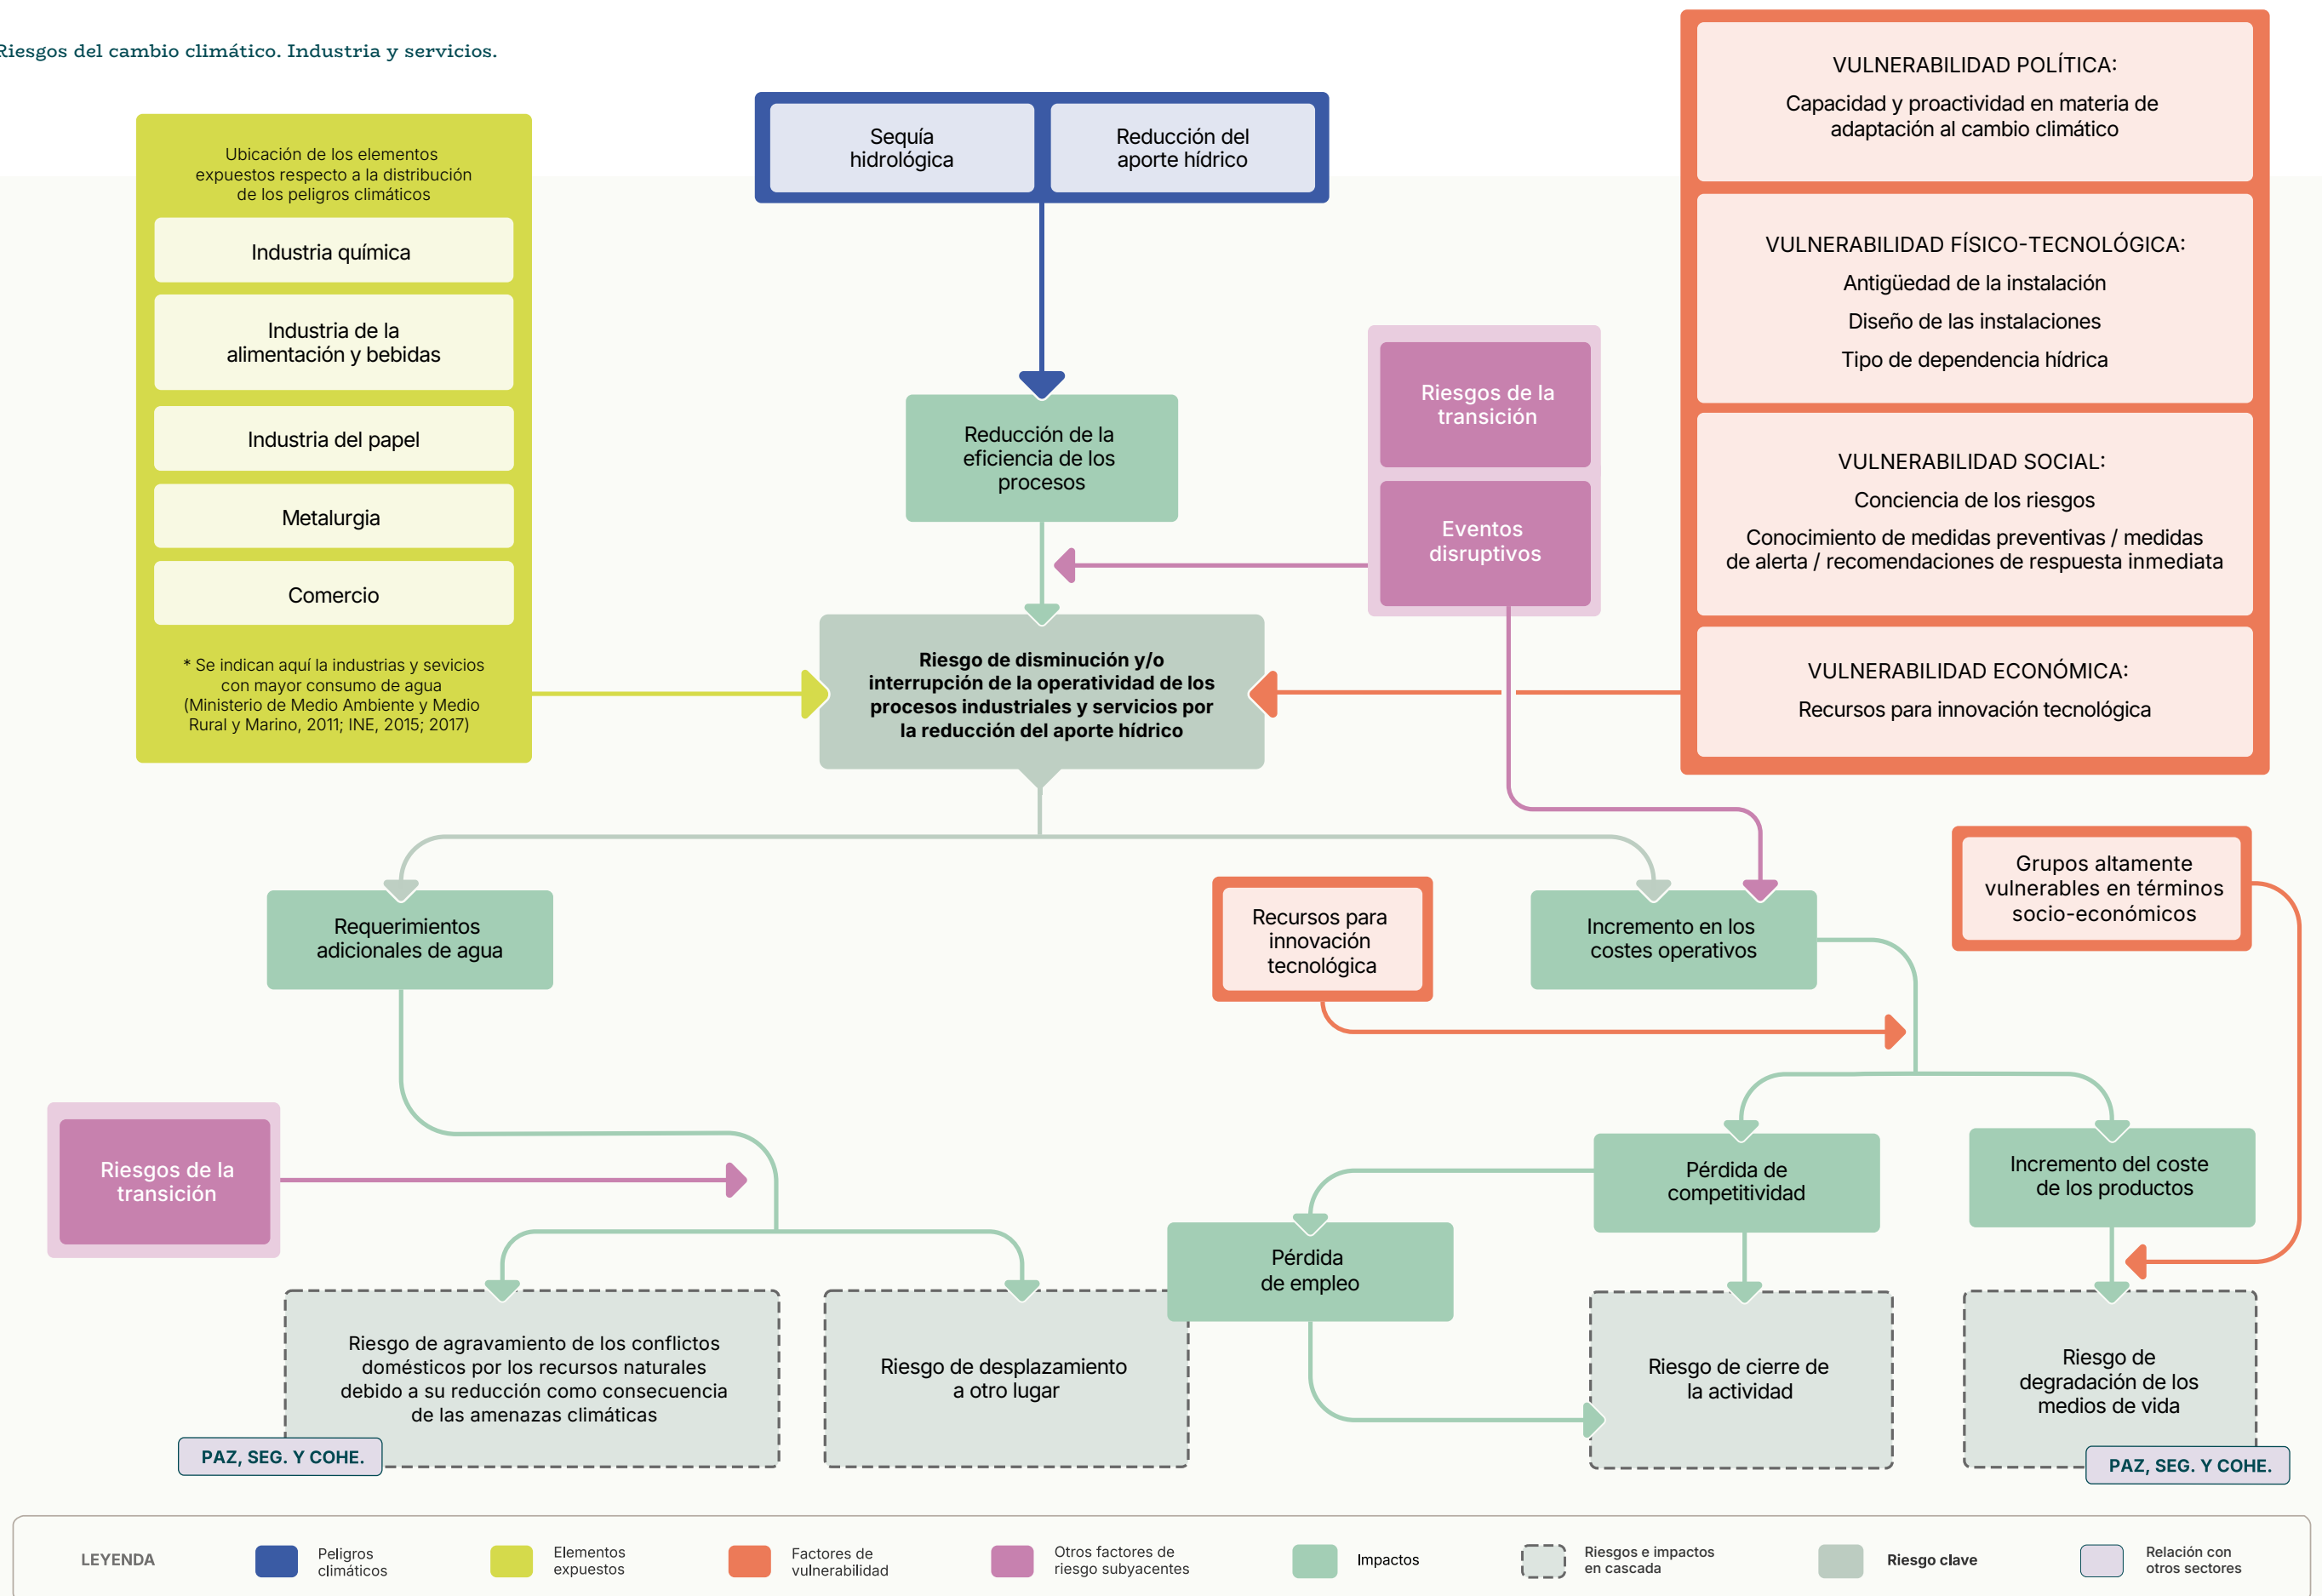 Riesgos del cambio climático. Industria y servicios.
Ubicación de los elementos
expuestos respecto a la distribución
de los peligros climáticos
Industria química
Industria de la
alimentación y bebidas
Industria del papel
Metalurgia
Comercio
* Se indican aquí la industrias y sevicios
con mayor consumo de agua
(Ministerio de Medio Ambiente y Medio
Rural y Marino, 2011; INE, 2015; 2017)
Sequía
hidrológica
Reducción del
aporte hídrico
Reducción de la
eficiencia de los
procesos
Riesgos de la
transición
Eventos
disruptivos
VULNERABILIDAD POLÍTICA:
Capacidad y proactividad en materia de
adaptación al cambio climático
VULNERABILIDAD FÍSICO-TECNOLÓGICA:
Antigüedad de la instalación
Diseño de las instalaciones
Tipo de dependencia hídrica
VULNERABILIDAD SOCIAL:
Conciencia de los riesgos
Conocimiento de medidas preventivas / medidas
de alerta / recomendaciones de respuesta inmediata
VULNERABILIDAD ECONÓMICA:
Recursos para innovación tecnológica
Riesgo de disminución y/o
interrupción de la operatividad de los
procesos industriales y servicios por
la reducción del aporte hídrico
Requerimientos
adicionales de agua
Recursos para
innovación
tecnológica
Incremento en los
costes operativos
Grupos altamente
vulnerables en términos
socio-económicos
Riesgos de la
transición
Pérdida de
competitividad
Incremento del coste
de los productos
Pérdida
de empleo
Riesgo de agravamiento de los conflictos
domésticos por los recursos naturales
debido a su reducción como consecuencia
de las amenazas climáticas
PAZ, SEG. Y COHE.
Riesgo de desplazamiento
a otro lugar
Riesgo de cierre de
la actividad
Riesgo de
degradación de los
medios de vida
PAZ, SEG. Y COHE.
LEYENDA
Peligros
climáticos
Elementos
expuestos
Factores de
vulnerabilidad
Otros factores de
riesgo subyacentes
Impactos
Riesgos e impactos
en cascada
Riesgo clave
Relación con
otros sectores